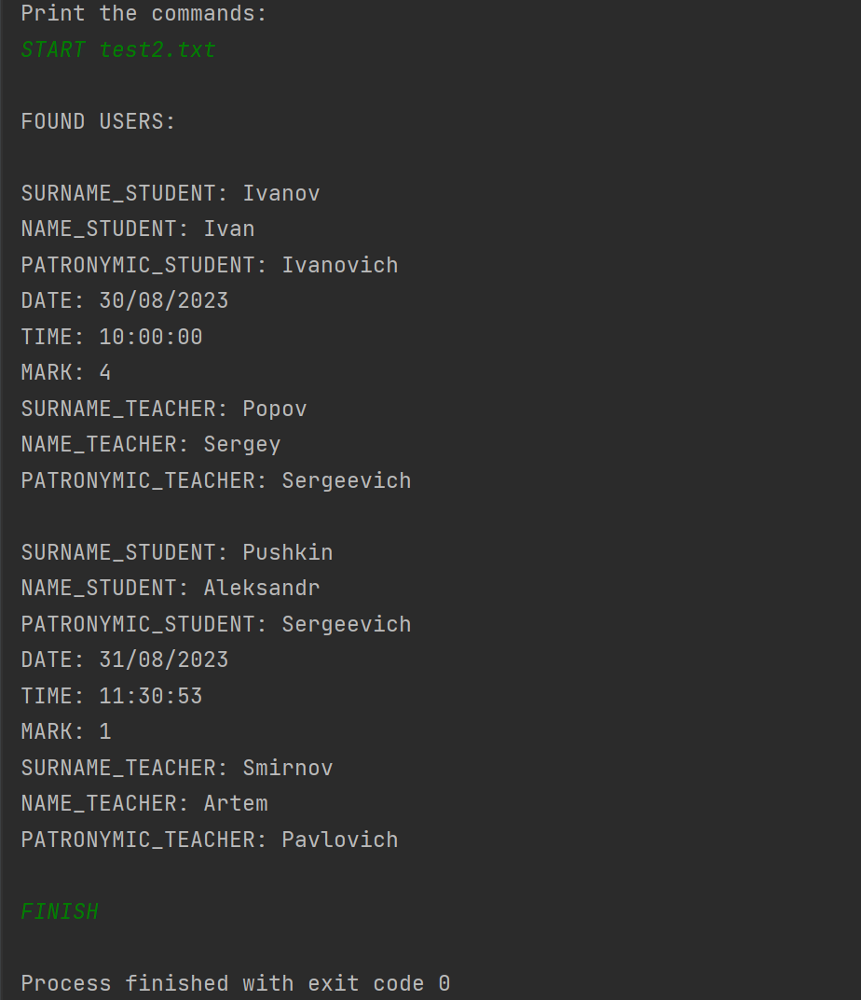 Print the commands:
START test2.txt
FOUND USERS:
SURNAME_STUDENT: Ivanov
NAME_STUDENT: Ivan
PATRONYMIC_STUDENT: Ivanovich
DATE: 30/08/2023
TIME: 10:00:00
MARK: 4
SURNAME_TEACHER: Popov
NAME_TEACHER: Sergey
PATRONYMIC_TEACHER: Sergeevich
SURNAME_STUDENT: Pushkin
NAME_STUDENT: Aleksandr
PATRONYMIC_STUDENT: Sergeevich
DATE: 31/08/2023
TIME: 11:30:53
MARK: 1
SURNAME_TEACHER: Smirnov
NAME_TEACHER: Artem
PATRONYMIC_TEACHER: Pavlovich
FINISH
Process finished with exit code 0